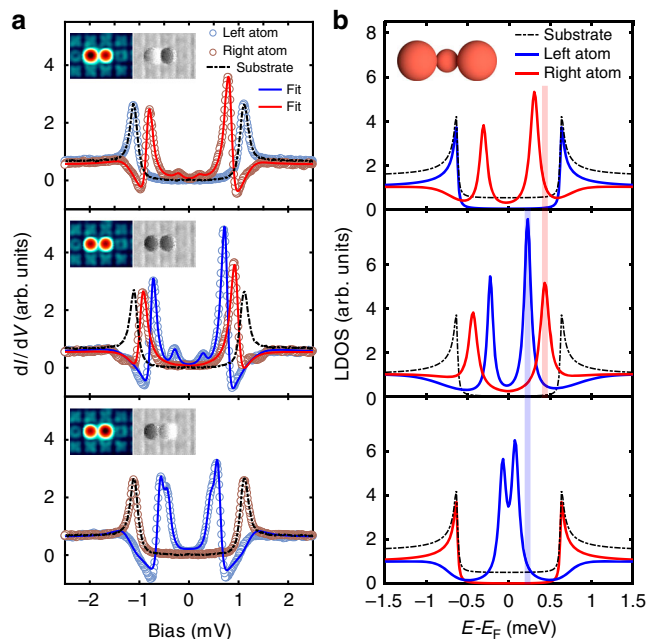 a
Left atom
Right atom
Substrate
Fit
Fit
4
2
0
4
2
0
4
2
0
dI/ dV (arb. units)
−2 −1 0 1 2
Bias (mV)
b
Substrate
Left atom
Right atom
8
6
4
2
0
8
6
4
2
0
8
6
4
2
0
LDOS (arb. units)
−1.5 −1 −0.5 0 0.5 1 1.5
E-E_F (meV)